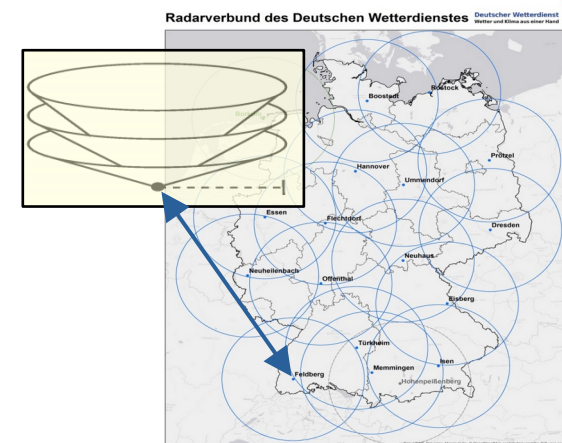 Radarverbund des Deutschen Wetterdienstes
Deutscher Wetterdienst
Wetter und Klima aus einer Hand
Boostedt
Rostock
Hannover
Ummendorf
Prötzel
Essen
Flechtdorf
Dresden
Neuhaus
Neuheilenbach
Offenthal
Eisberg
Türkheim
Isen
Feldberg
Memmingen
Hohenpeißenberg